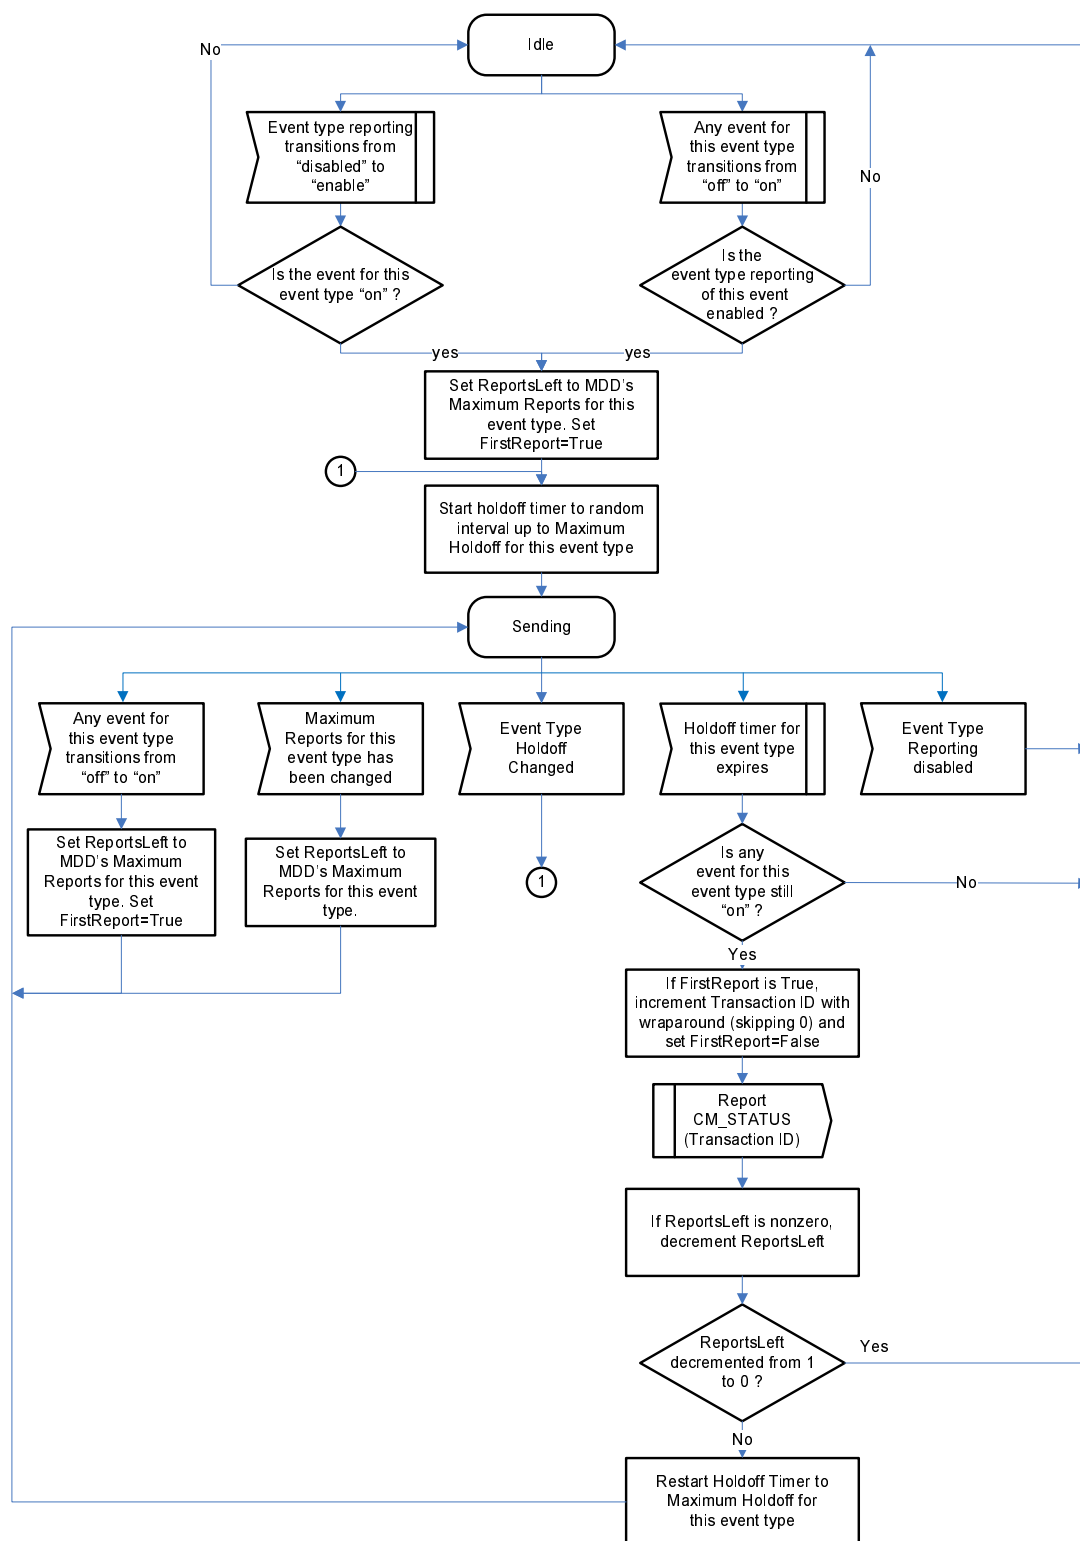 Idle
No
Event type reporting
transitions from
“disabled” to
“enable”
Any event for
this event type
transitions from
“off” to “on”
No
Is the event for this
event type “on” ?
Is the
event type reporting
of this event
enabled ?
yes
yes
Set ReportsLeft to MDD’s
Maximum Reports for this
event type. Set
FirstReport=True
1
Start holdoff timer to random
interval up to Maximum
Holdoff for this event type
Sending
Any event for
this event type
transitions from
“off” to “on”
Maximum
Reports for this
event type has
been changed
Event Type
Holdoff
Changed
Holdoff timer for
this event type
expires
Event Type
Reporting
disabled
Set ReportsLeft to
MDD’s Maximum
Reports for this event
type. Set
FirstReport=True
Set ReportsLeft to
MDD’s Maximum
Reports for this event
type.
1
Is any
event for this
event type still
“on” ?
No
Yes
If FirstReport is True,
increment Transaction ID with
wraparound (skipping 0) and
set FirstReport=False
Report
CM_STATUS
(Transaction ID)
If ReportsLeft is nonzero,
decrement ReportsLeft
ReportsLeft
decremented from 1
to 0 ?
Yes
No
Restart Holdoff Timer to
Maximum Holdoff for
this event type